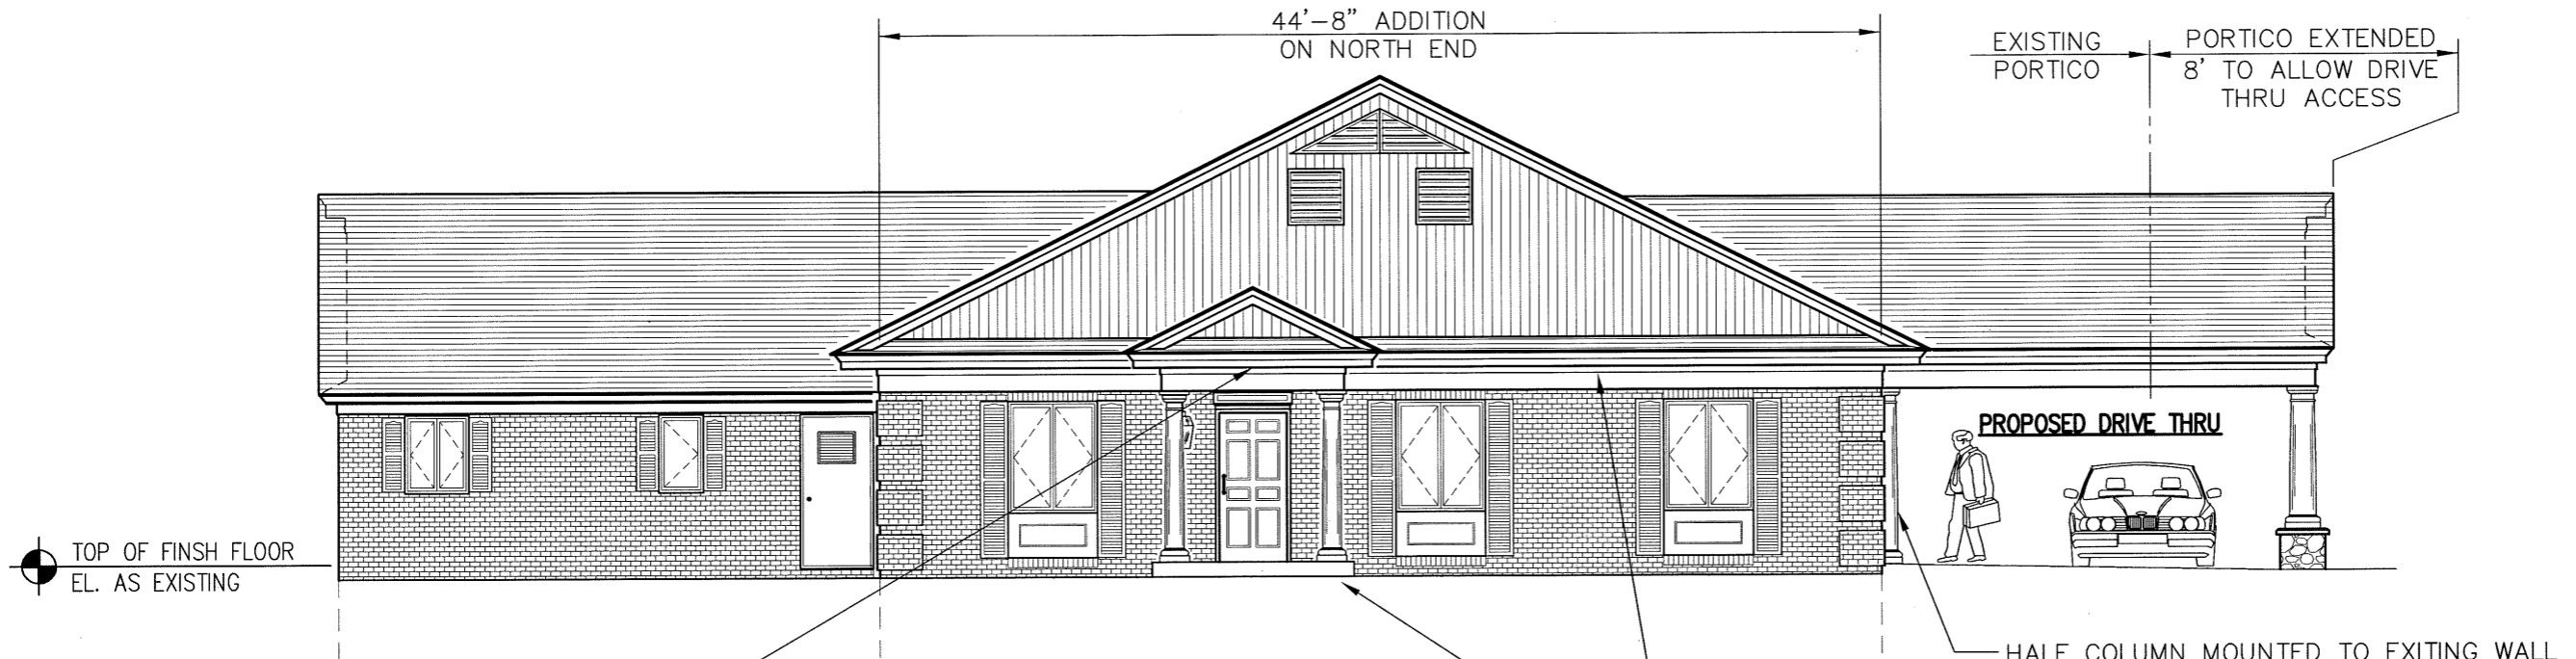 44'-8" ADDITION
ON NORTH END
EXISTING
PORTICO
PORTICO EXTENDED
8' TO ALLOW DRIVE
THRU ACCESS
PROPOSED DRIVE THRU
TOP OF FINSH FLOOR
EL. AS EXISTING
HALF COLUMN MOUNTED TO EXITING WALL